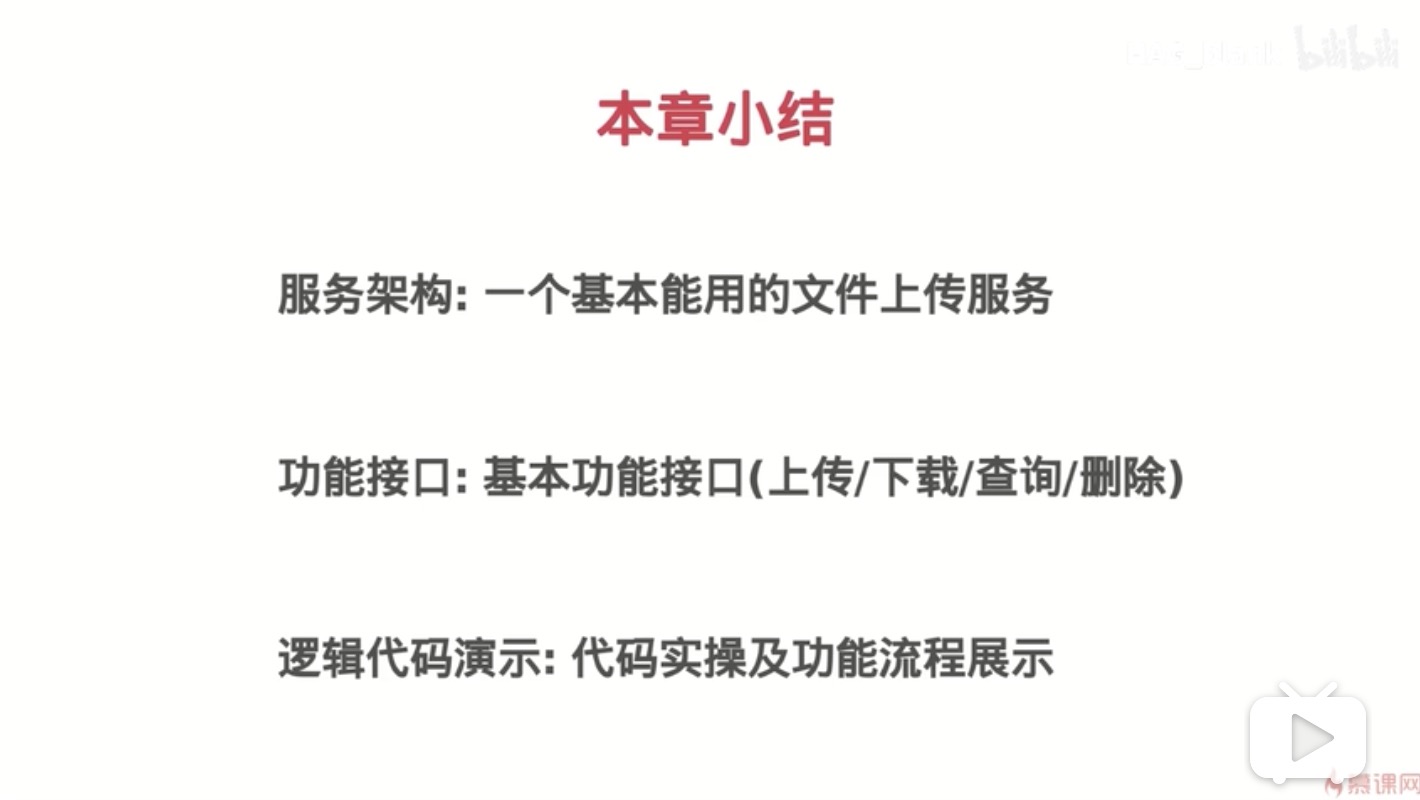 bilibili
本章小结
服务架构: 一个基本能用的文件上传服务
功能接口: 基本功能接口(上传/下载/查询/删除)
逻辑代码演示: 代码实操及功能流程展示
慕课网